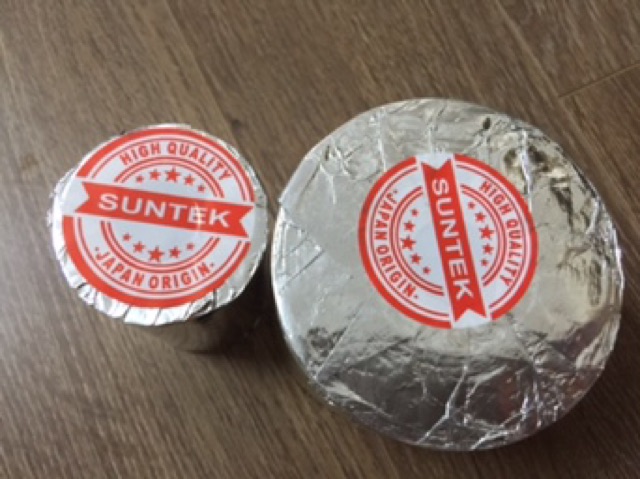 HIGH QUALITY
SUNTEK
·JAPAN ORIGIN·
HIGH QUALITY
SUNTEK
·JAPAN ORIGIN·